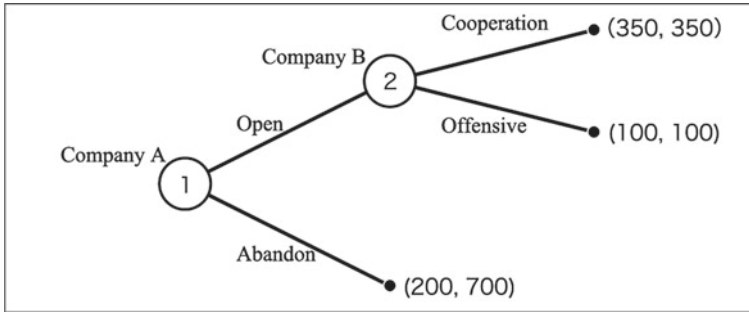 Cooperation
(350, 350)
Company B
2
Open
Offensive
(100, 100)
Company A
1
Abandon
(200, 700)